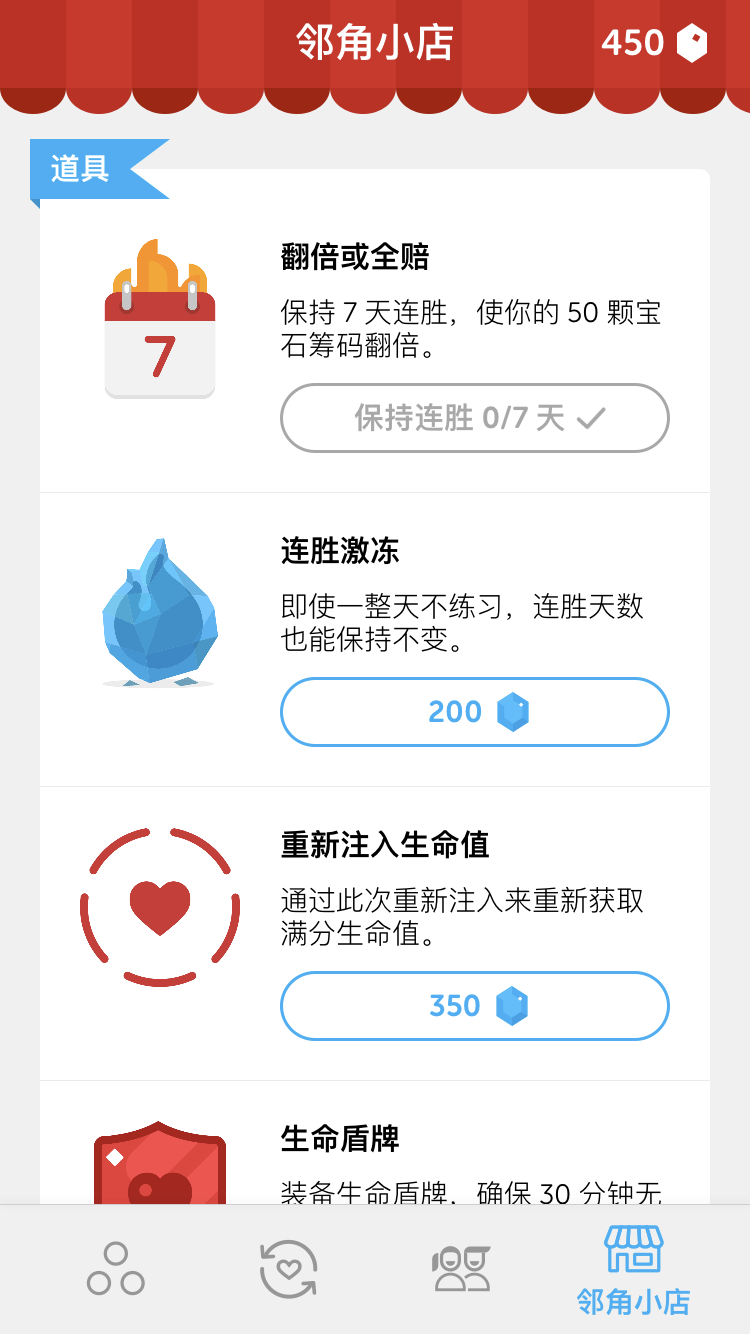 邻角小店 450
道具
7
翻倍或全赔
保持 7 天连胜，使你的 50 颗宝
石筹码翻倍。
保持连胜 0/7 天
连胜激冻
即使一整天不练习，连胜天数
也能保持不变。
200
重新注入生命值
通过此次重新注入来重新获取
满分生命值。
350
生命盾牌
装备生命盾牌，确保 30 分钟无
邻角小店